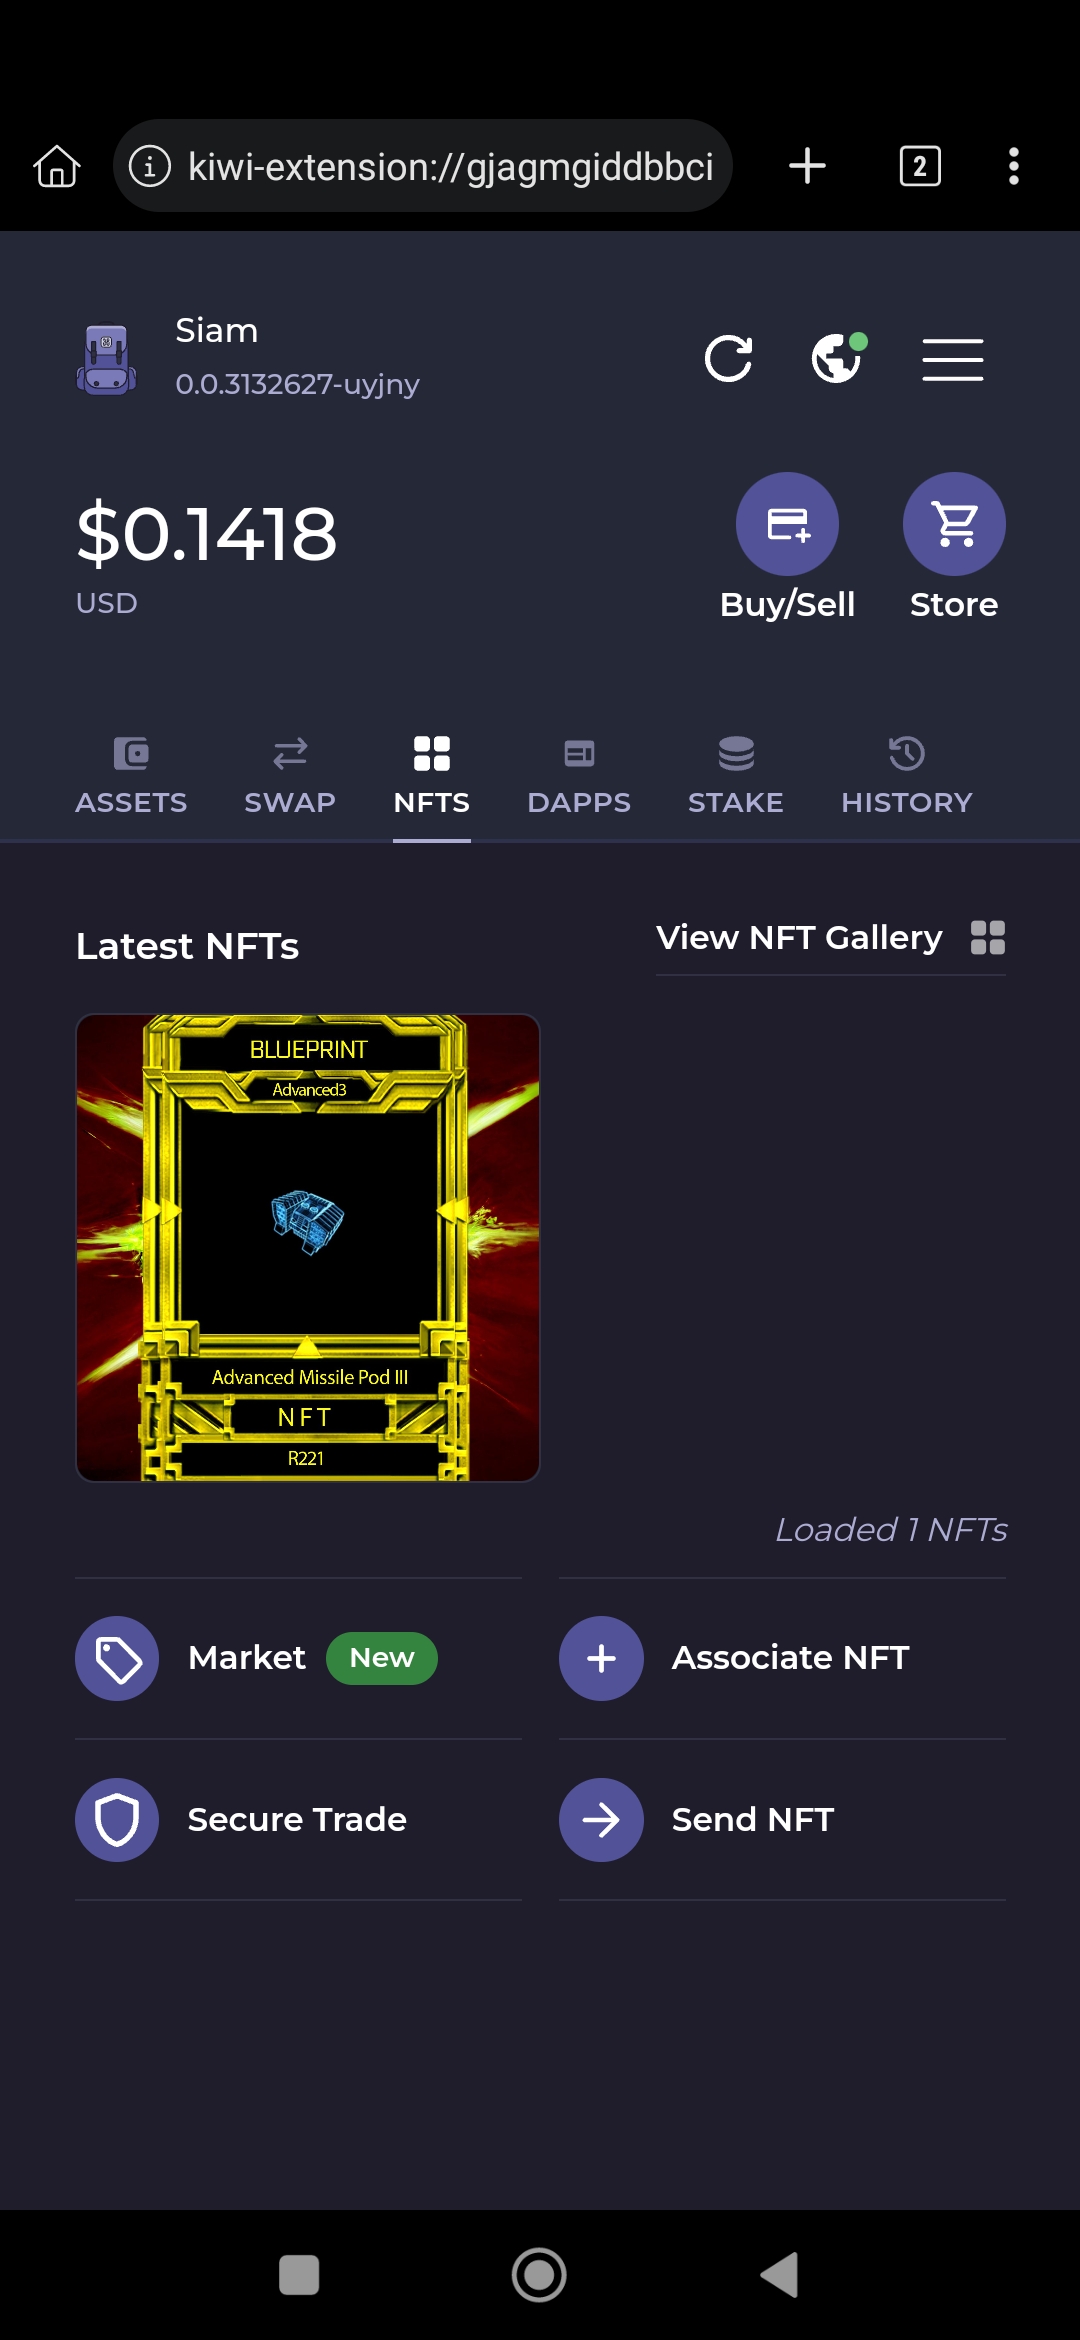 kiwi-extension://gjagmgiddbbci
2
Siam
0.0.3132627-uyjny
$0.1418
USD
Buy/Sell
Store
ASSETS
SWAP
NFTS
DAPPS
STAKE
HISTORY
Latest NFTs
View NFT Gallery
BLUEPRINT
Advanced3
Advanced Missile Pod III
NFT
R221
Loaded 1 NFTs
Market
New
Associate NFT
Secure Trade
Send NFT